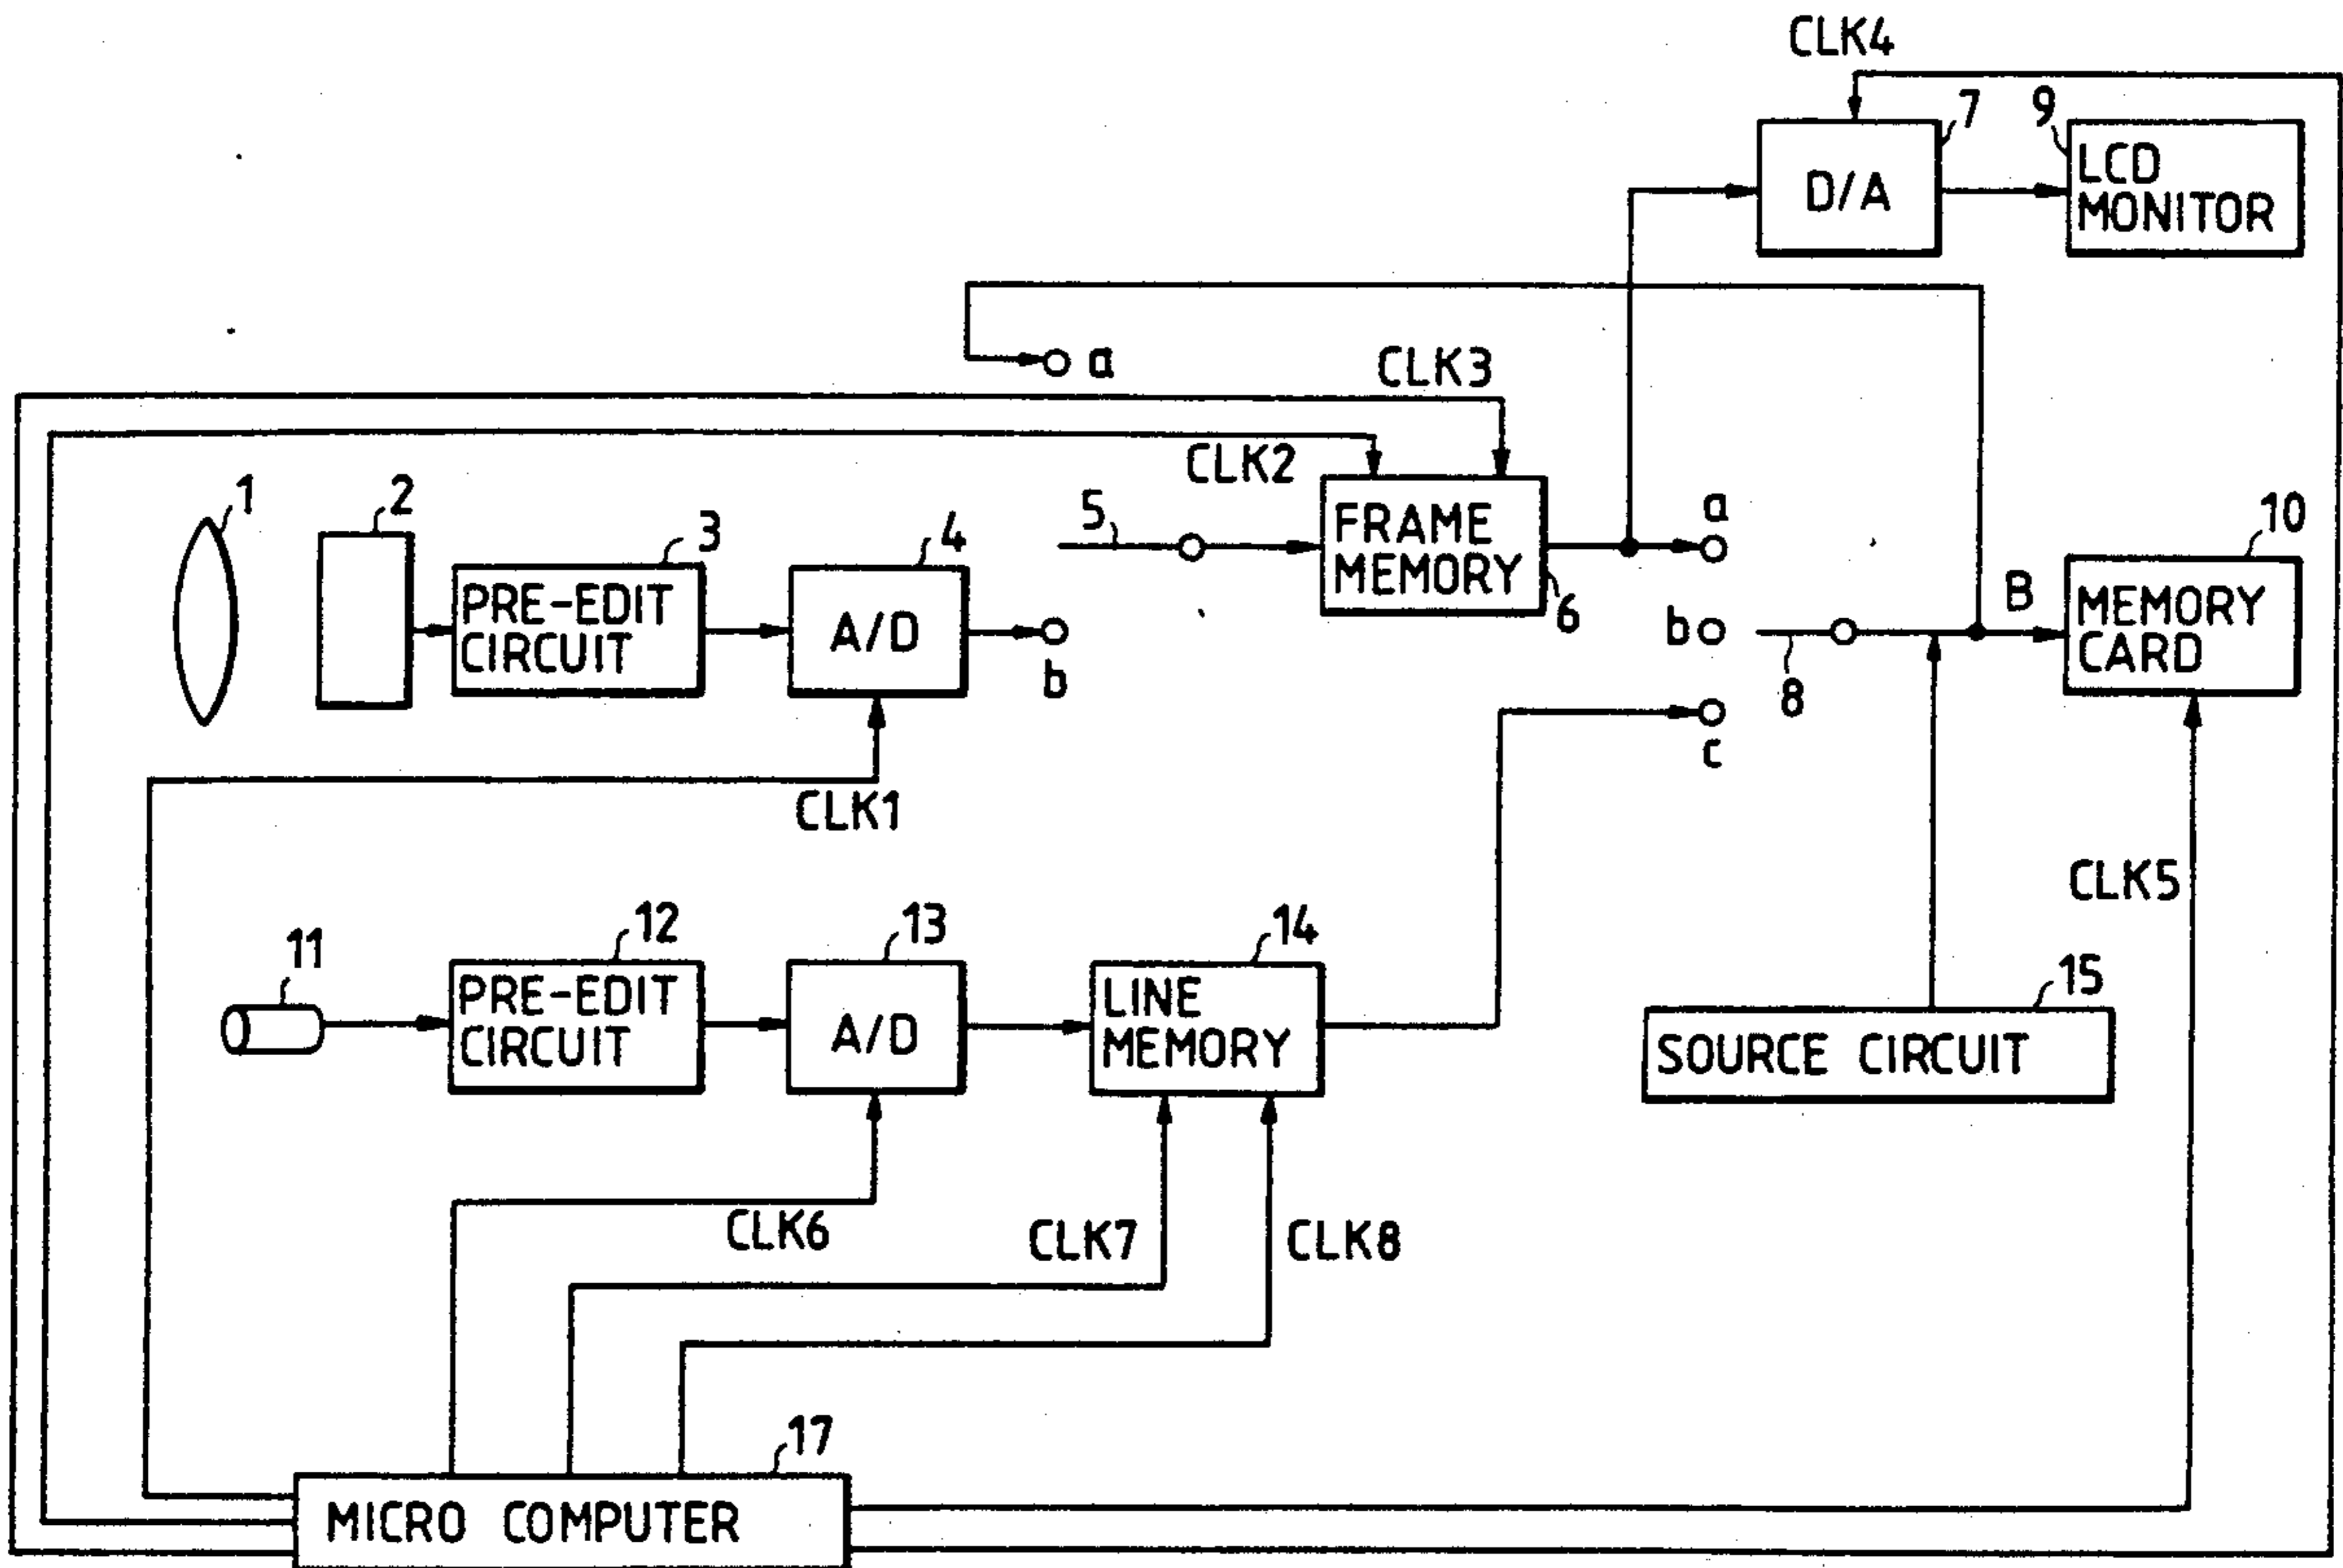 CLK4
7
9
D/A
LCD
MONITOR
a
CLK3
CLK2
1
2
3
4
5
FRAME
MEMORY
6
a
10
PRE-EDIT
CIRCUIT
A/D
b
b
8
B
MEMORY
CARD
c
CLK1
CLK5
11
12
13
14
15
PRE-EDIT
CIRCUIT
A/D
LINE
MEMORY
SOURCE CIRCUIT
CLK6
CLK7
CLK8
17
MICRO COMPUTER